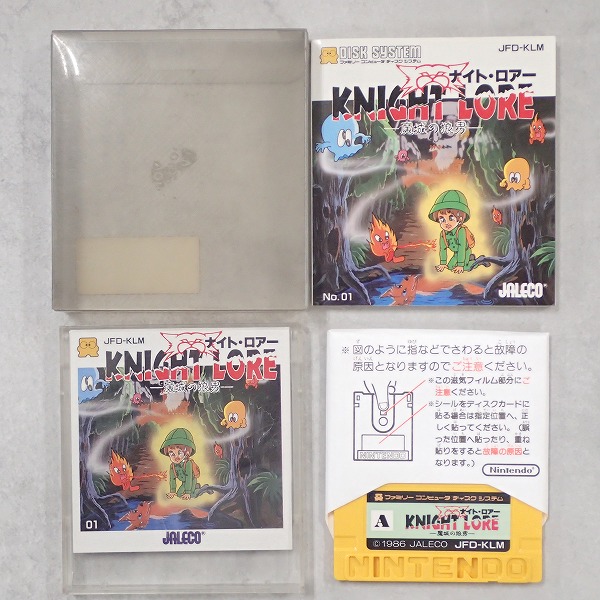 DISK SYSTEM
ファミリー コンピュータ ディスク システム
JFD-KLM
ナイト・ロアー
KNIGHT LORE
魔城の狼男
No. 01
JALECO
JFD-KLM
ナイト・ロアー
KNIGHT LORE
魔城の狼男
01
JALECO
※図のように指などでさわると故障の
原因となりますのでご注意ください。
※この磁気フィルム部分にご
注意ください。
※シールをディスクカードに
貼る場合は指定位置へ、正
しく貼ってください。(誤
った位置へ貼ったり、重ね
貼りをすると故障の原因と
なります。)
NINTENDO
Nintendo
ファミリー コンピュータ ディスク システム
A
ナイト・ロアー
KNIGHT LORE
魔城の狼男
©1986 JALECO JFD-KLM
NINTENDO